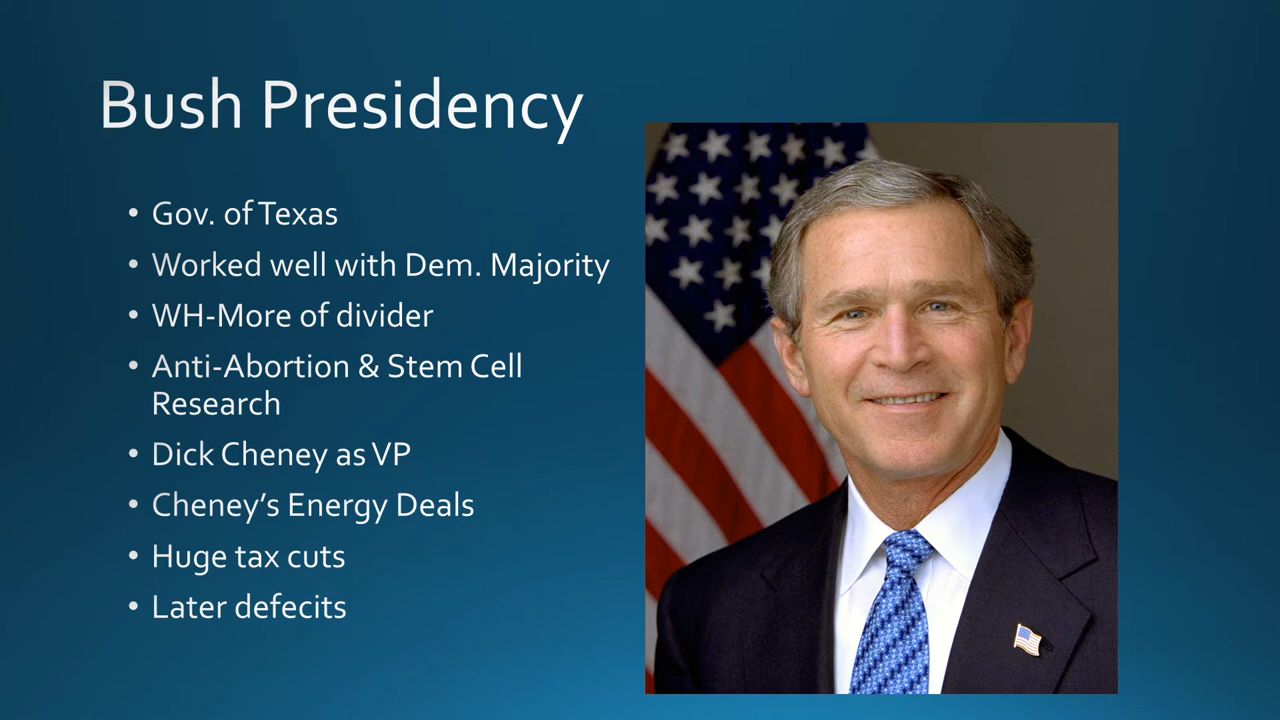 Bush Presidency
• Gov. of Texas
• Worked well with Dem. Majority
• WH-More of divider
• Anti-Abortion & Stem Cell
Research
• Dick Cheney as VP
• Cheney’s Energy Deals
• Huge tax cuts
• Later defecits